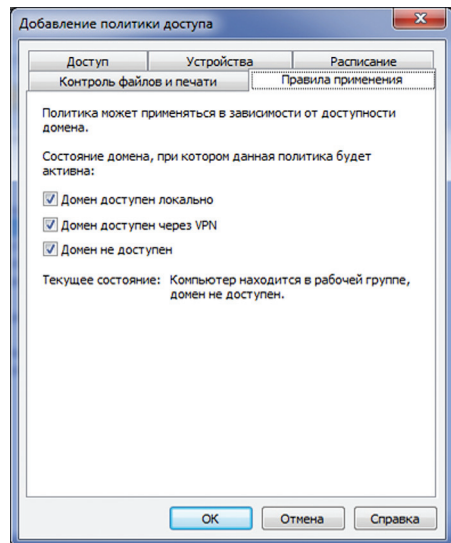 Добавление политики доступа
Доступ
Устройства
Расписание
Контроль файлов и печати
Правила применения
Политика может применяться в зависимости от доступности
домена.
Состояние домена, при котором данная политика будет
активна:
Домен доступен локально
Домен доступен через VPN
Домен не доступен
Текущее состояние: Компьютер находится в рабочей группе,
домен не доступен.
ОК
Отмена
Справка